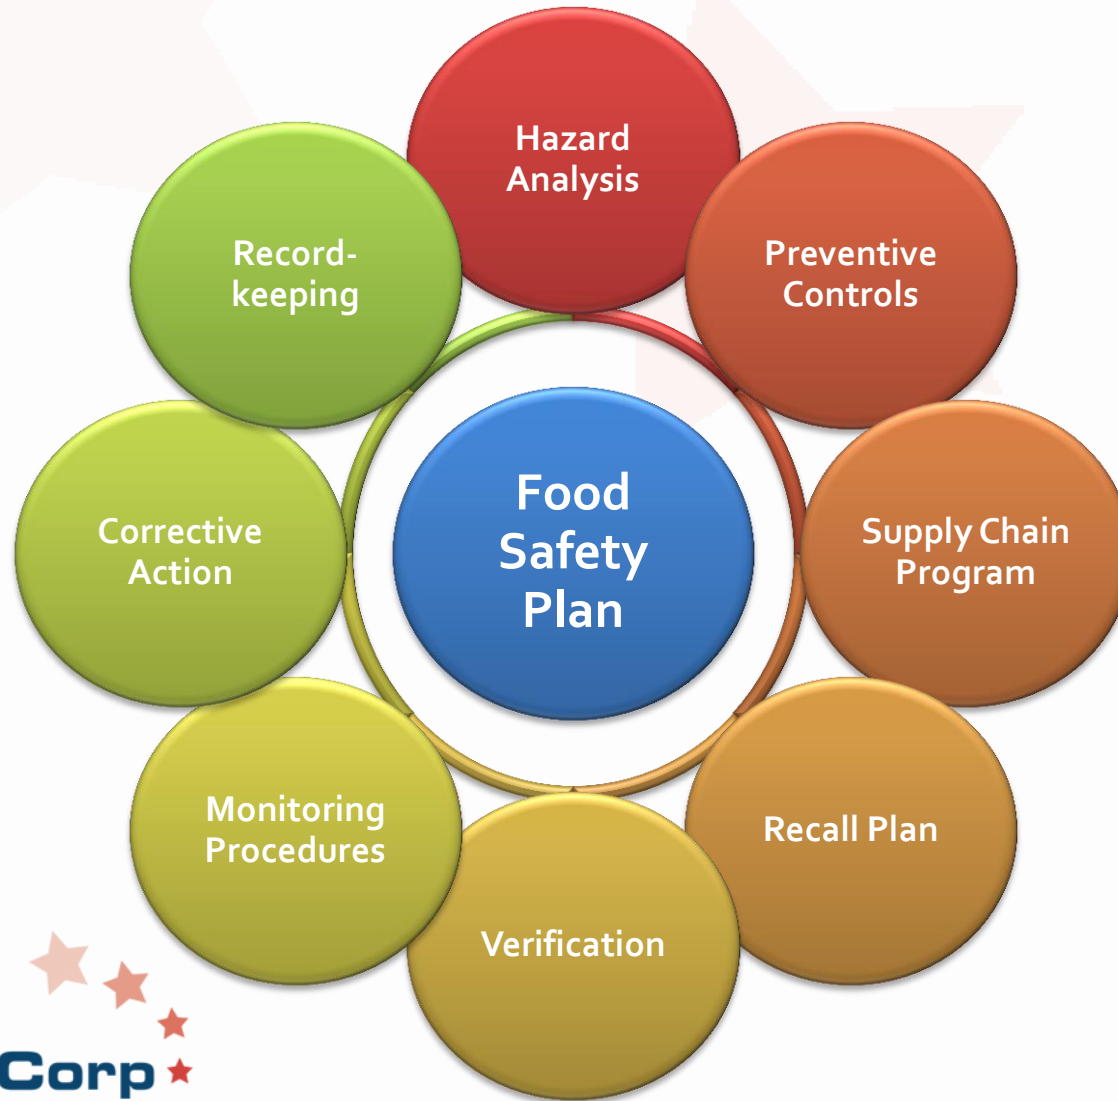 Hazard
Analysis
Preventive
Controls
Supply Chain
Program
Recall Plan
Verification
Monitoring
Procedures
Corrective
Action
Record-
keeping
Food
Safety
Plan
Corp